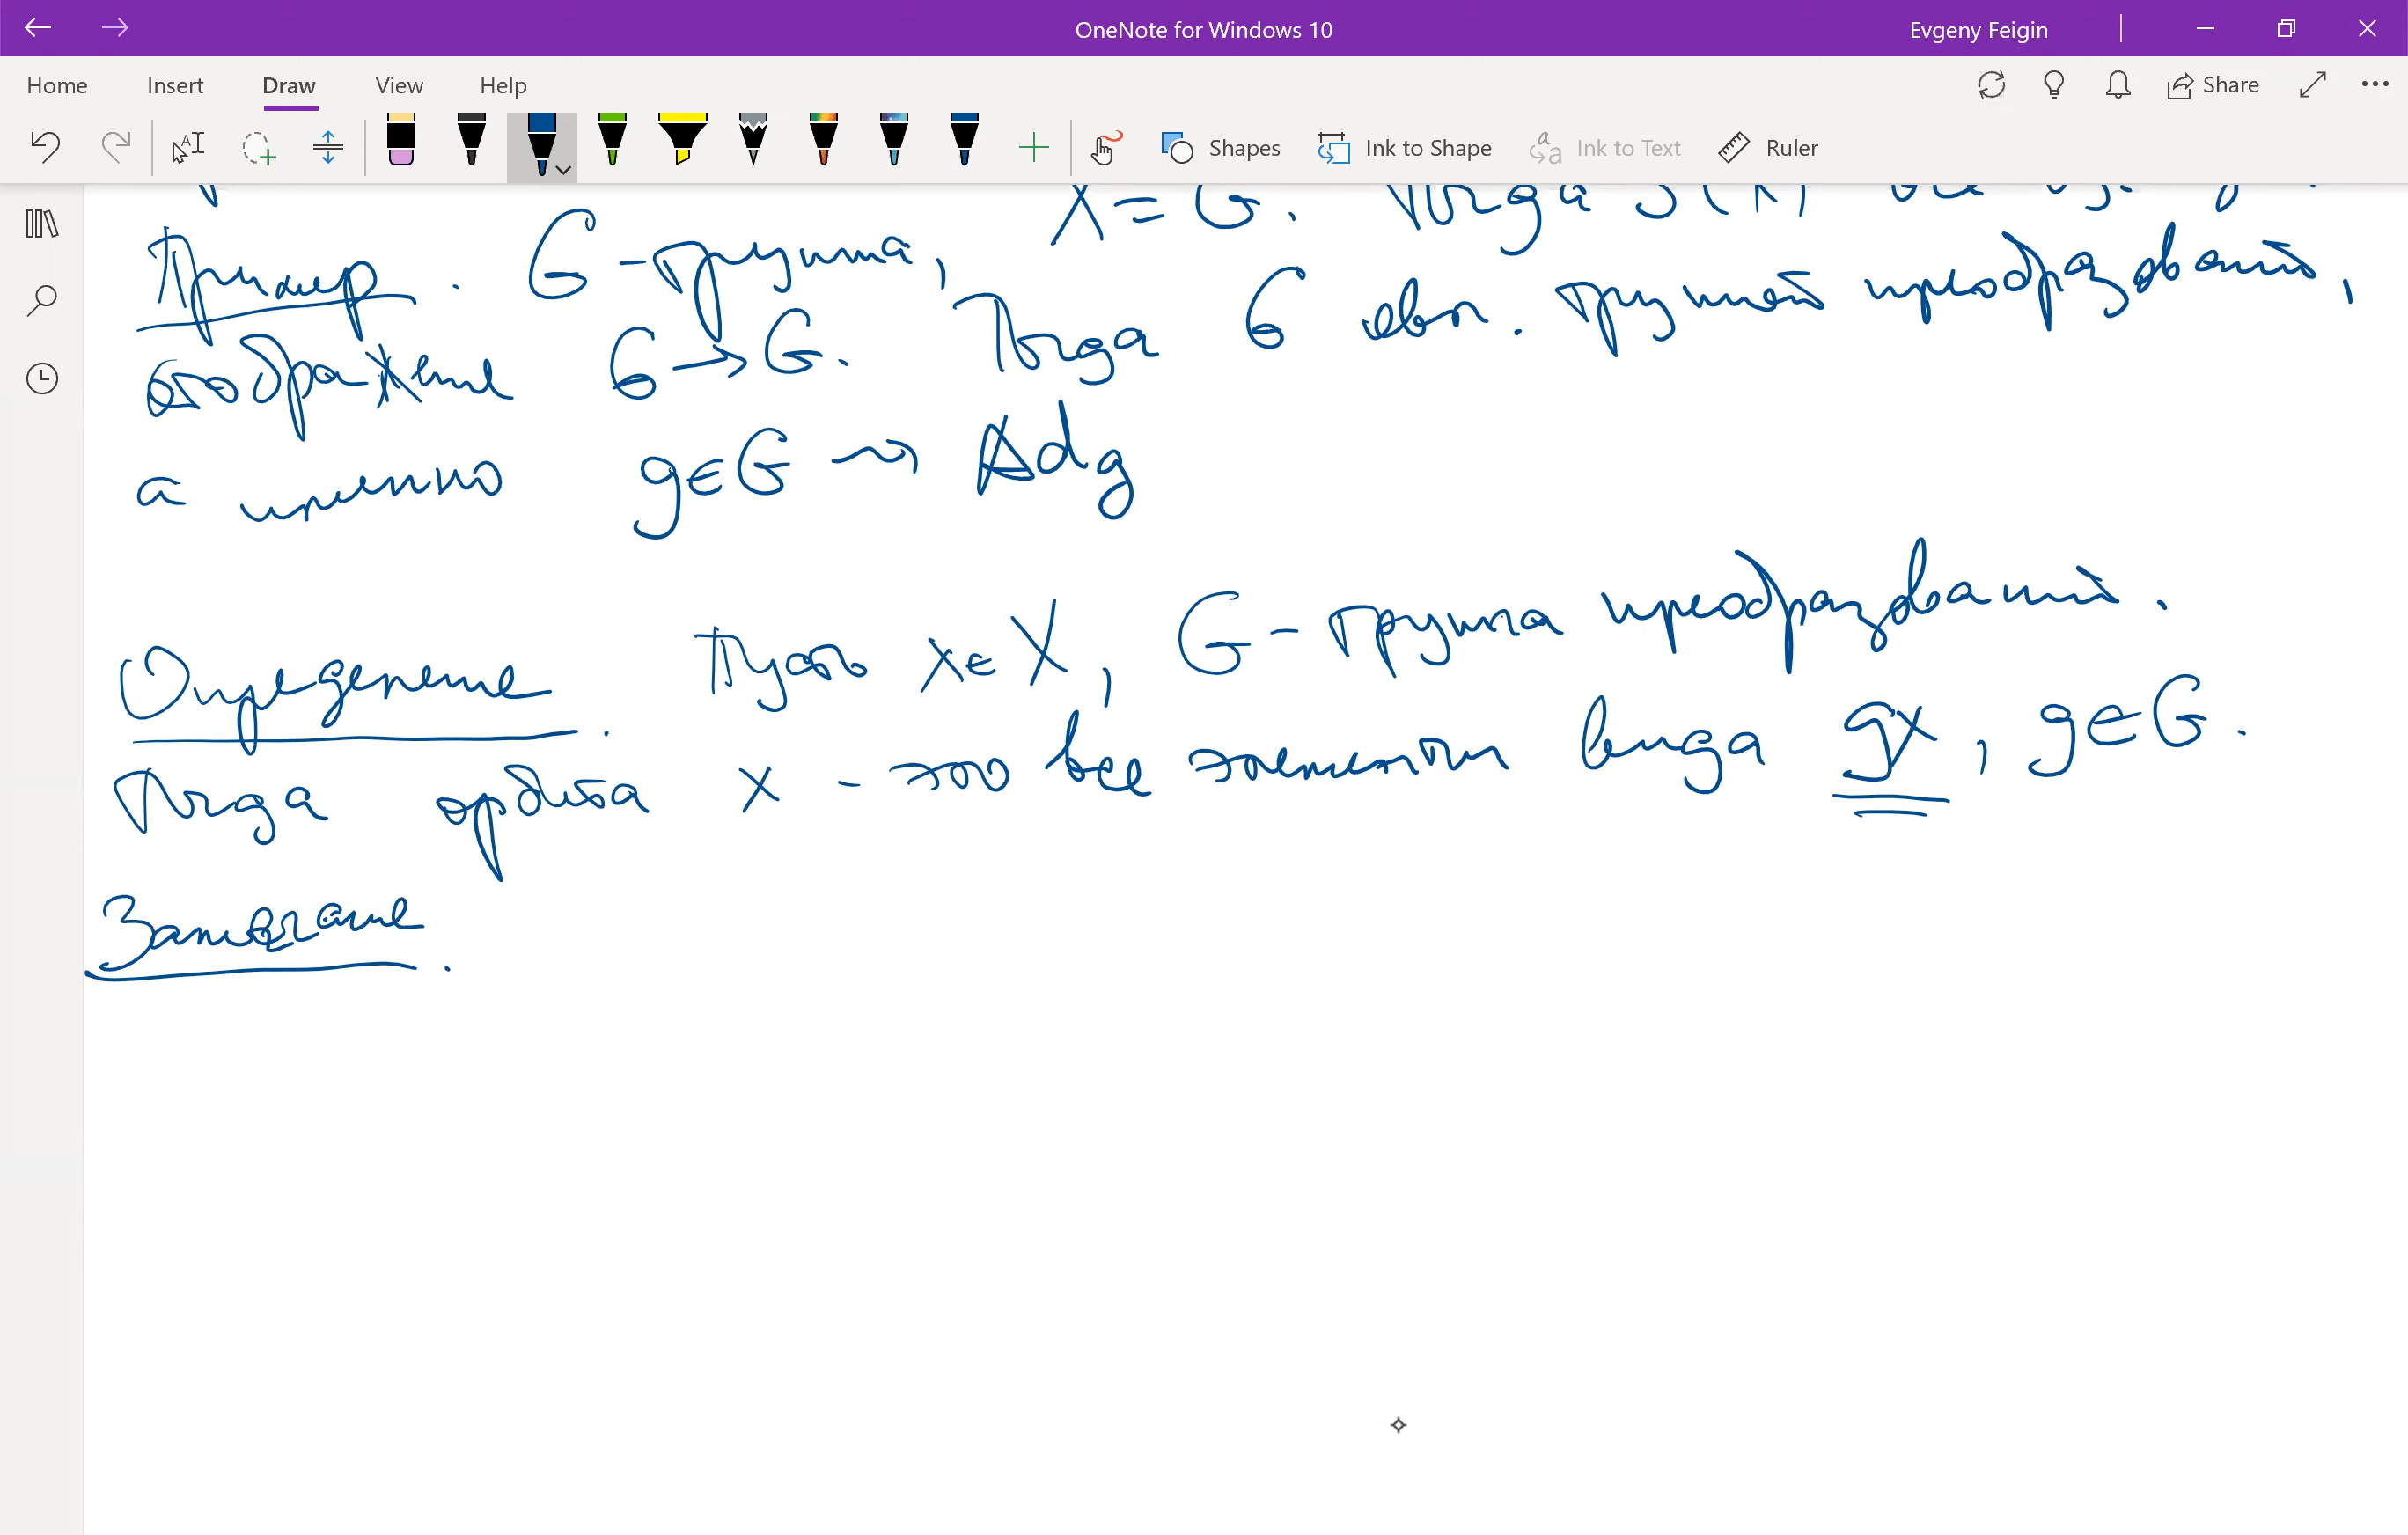 OneNote for Windows 10
Evgeny Feigin
Home Insert Draw View Help
Share
Shapes Ink to Shape Ink to Text Ruler
Пример. G - группа, X = G. Тогда S(X) все
отображение G → G. Тогда G явл. группой преобразований,
а именно g ∈ G ⇝ Ad g
Определение. Пусть x ∈ X, G - группа преобразований.
Тогда орбита x - это все элементы вида gx, g ∈ G.
Замечание.